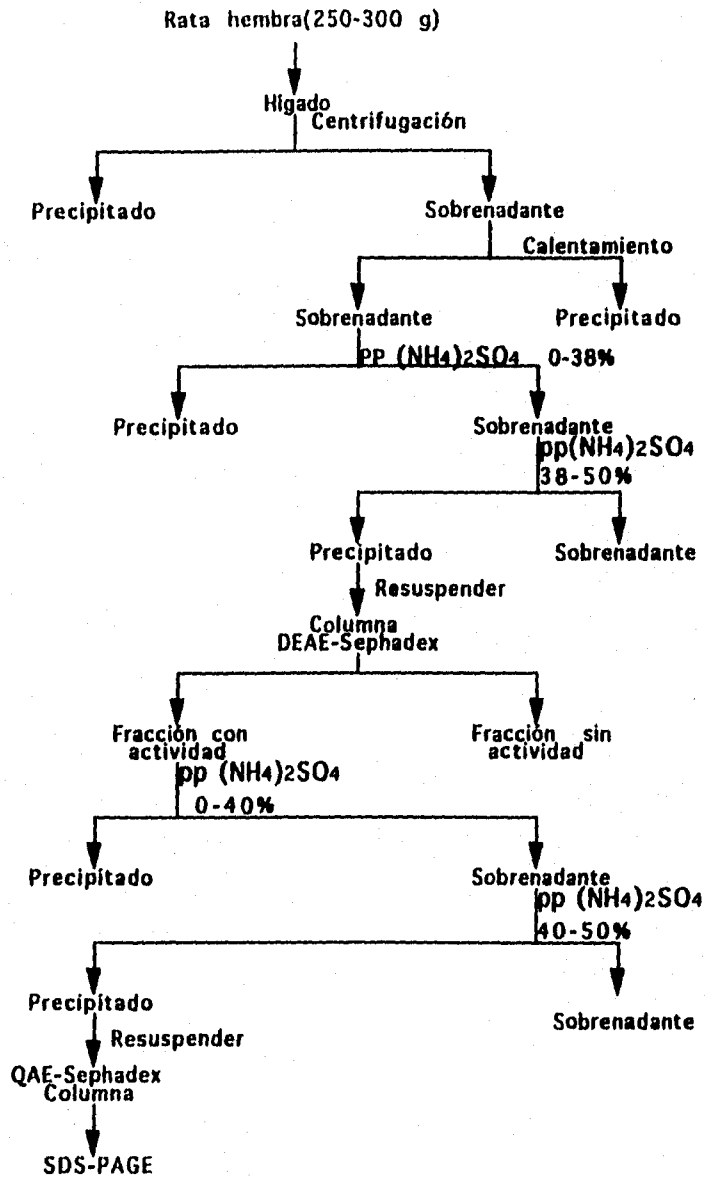 Rata hembra(250-300 g)
Hígado
Centrifugación
Precipitado
Sobrenadante
Calentamiento
Sobrenadante
Precipitado
PP (NH4)2SO4 0-38%
Precipitado
Sobrenadante
pp(NH4)2SO4
38-50%
Precipitado
Sobrenadante
Resuspender
Columna
DEAE-Sephadex
Fracción con
actividad
Fracción sin
actividad
pp (NH4)2SO4
0-40%
Precipitado
Sobrenadante
pp (NH4)2SO4
40-50%
Precipitado
Sobrenadante
Resuspender
QAE-Sephadex
Columna
SDS-PAGE